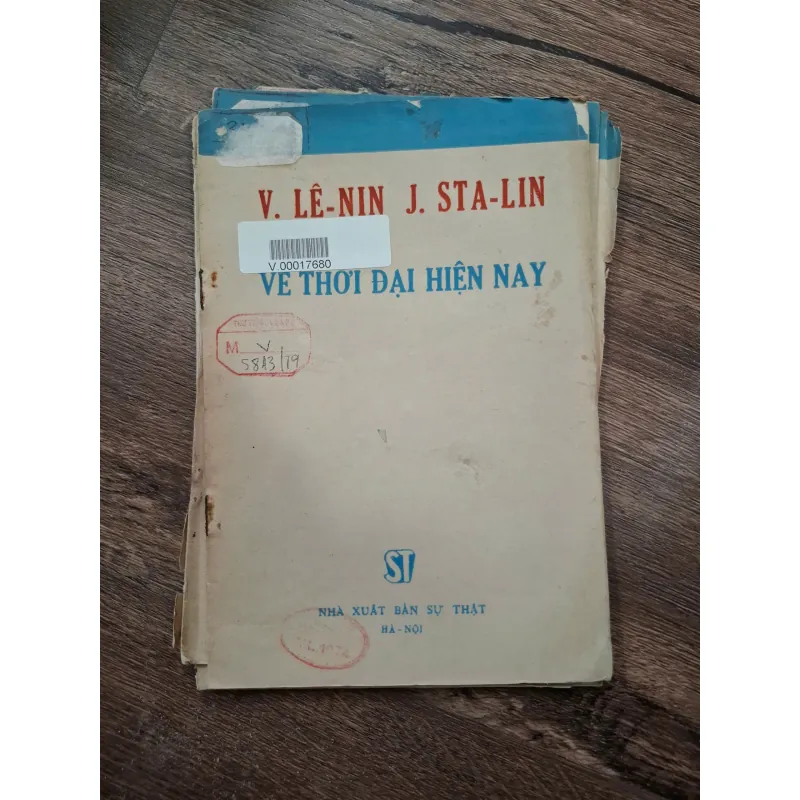 V. LÊ-NIN J. STA-LIN
V.00017680
VỀ THỜI ĐẠI HIỆN NAY
M V
5813/19
ST
NHÀ XUẤT BẢN SỰ THẬT
HÀ-NỘI